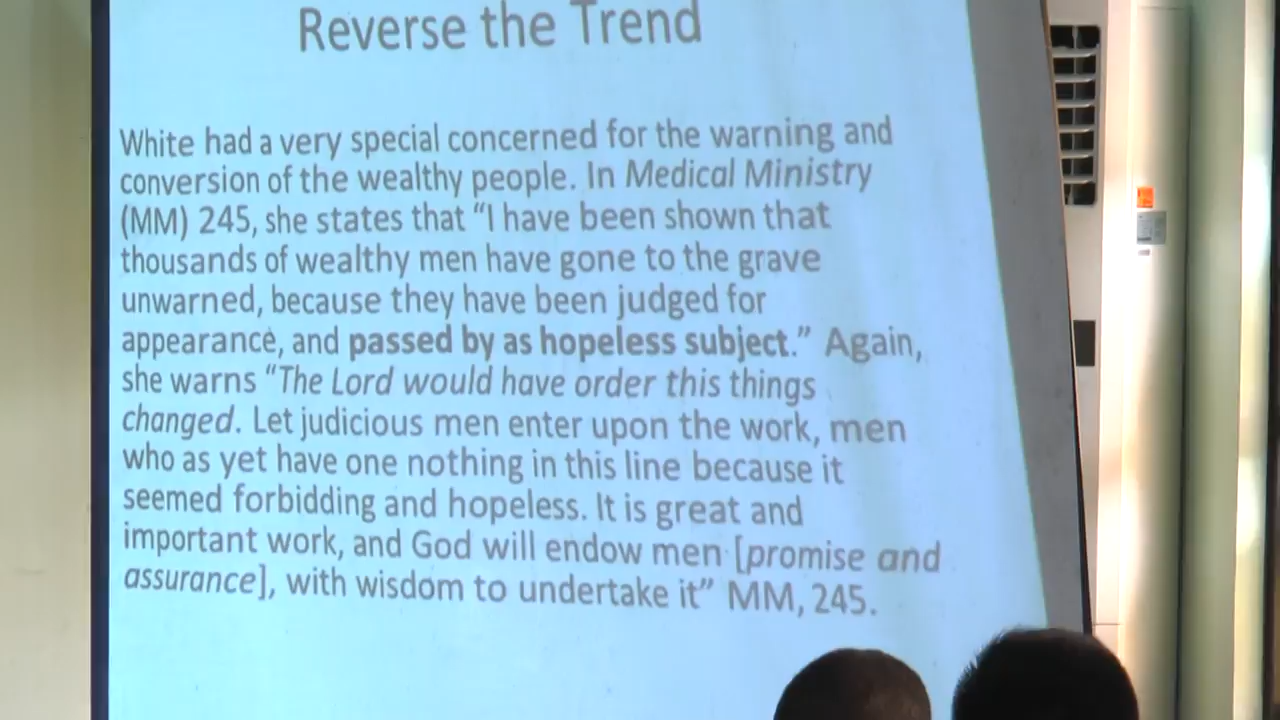 Reverse the Trend
White had a very special concerned for the warning and
conversion of the wealthy people. In Medical Ministry
(MM) 245, she states that “I have been shown that
thousands of wealthy men have gone to the grave
unwarned, because they have been judged for
appearance, and passed by as hopeless subject.” Again,
she warns “The Lord would have order this things
changed. Let judicious men enter upon the work, men
who as yet have one nothing in this line because it
seemed forbidding and hopeless. It is great and
important work, and God will endow men [promise and
assurance], with wisdom to undertake it” MM, 245.